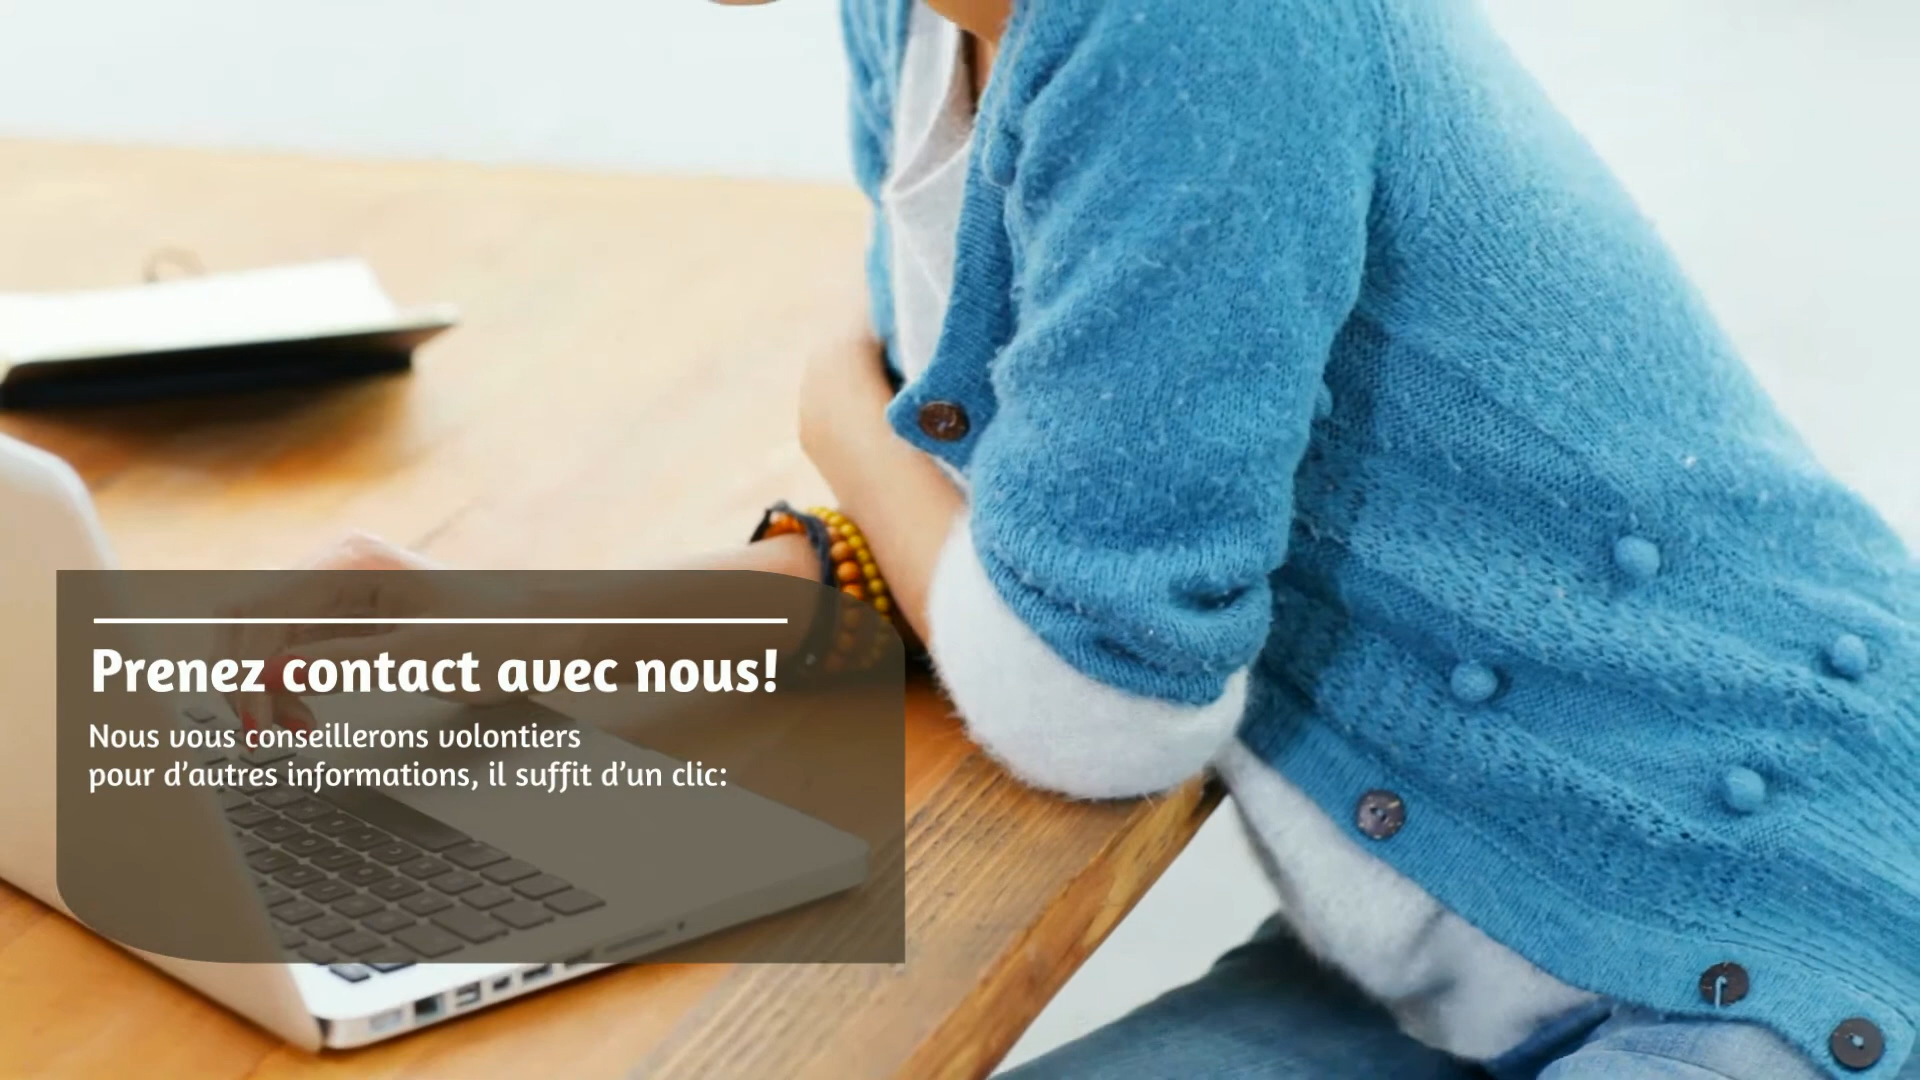 Prenez contact avec nous!
Nous vous conseillerons volontiers
pour d’autres informations, il suffit d’un clic: